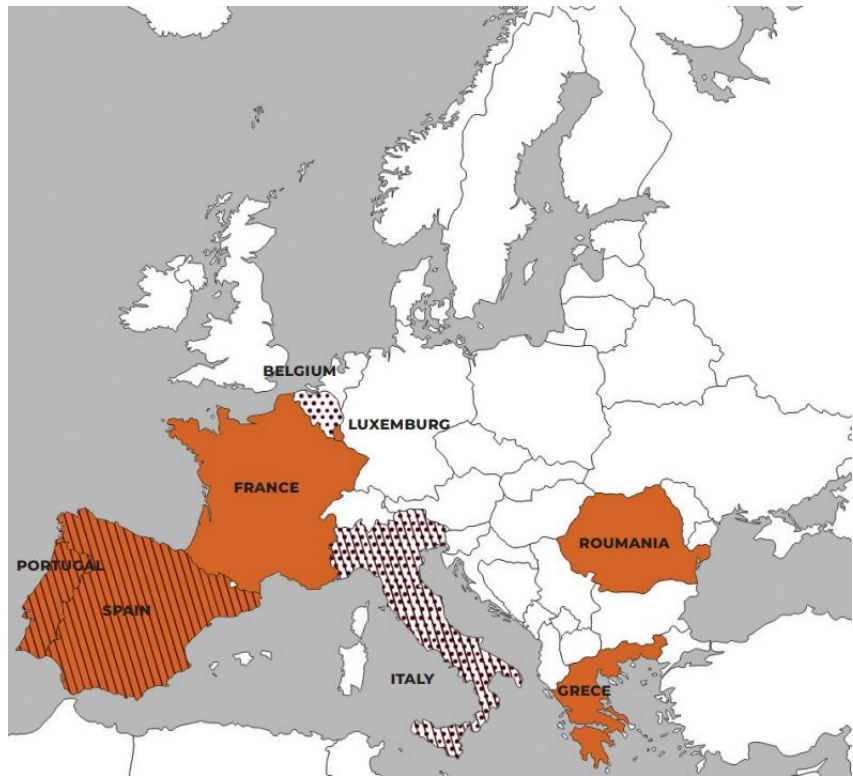 BELGIUM
LUXEMBURG
FRANCE
ROUMANIA
PORTUGAL
SPAIN
ITALY
GRECE